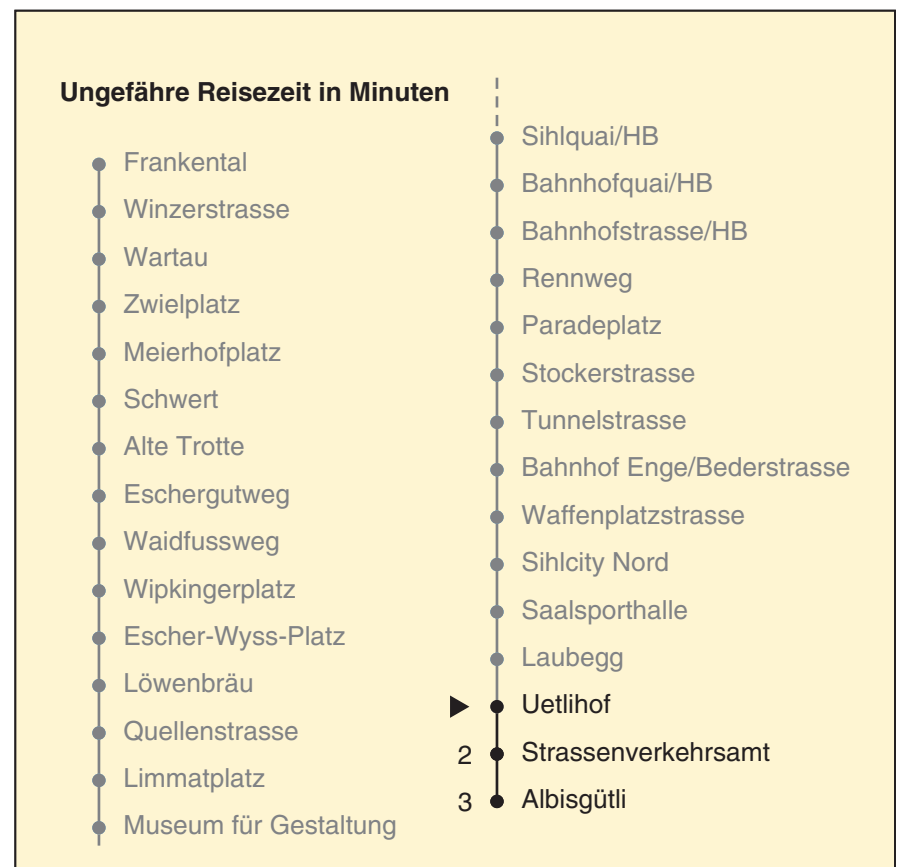 Ungefähre Reisezeit in Minuten
Frankental
Winzerstrasse
Wartau
Zwielplatz
Meierhofplatz
Schwert
Alte Trotte
Eschergutweg
Waidfussweg
Wipkingerplatz
Escher-Wyss-Platz
Löwenbräu
Quellenstrasse
Limmatplatz
Museum für Gestaltung
Sihlquai/HB
Bahnhofquai/HB
Bahnhofstrasse/HB
Rennweg
Paradeplatz
Stockerstrasse
Tunnelstrasse
Bahnhof Enge/Bederstrasse
Waffenplatzstrasse
Sihlcity Nord
Saalsporthalle
Laubegg
Uetlihof
2 Strassenverkehrsamt
3 Albisgütli